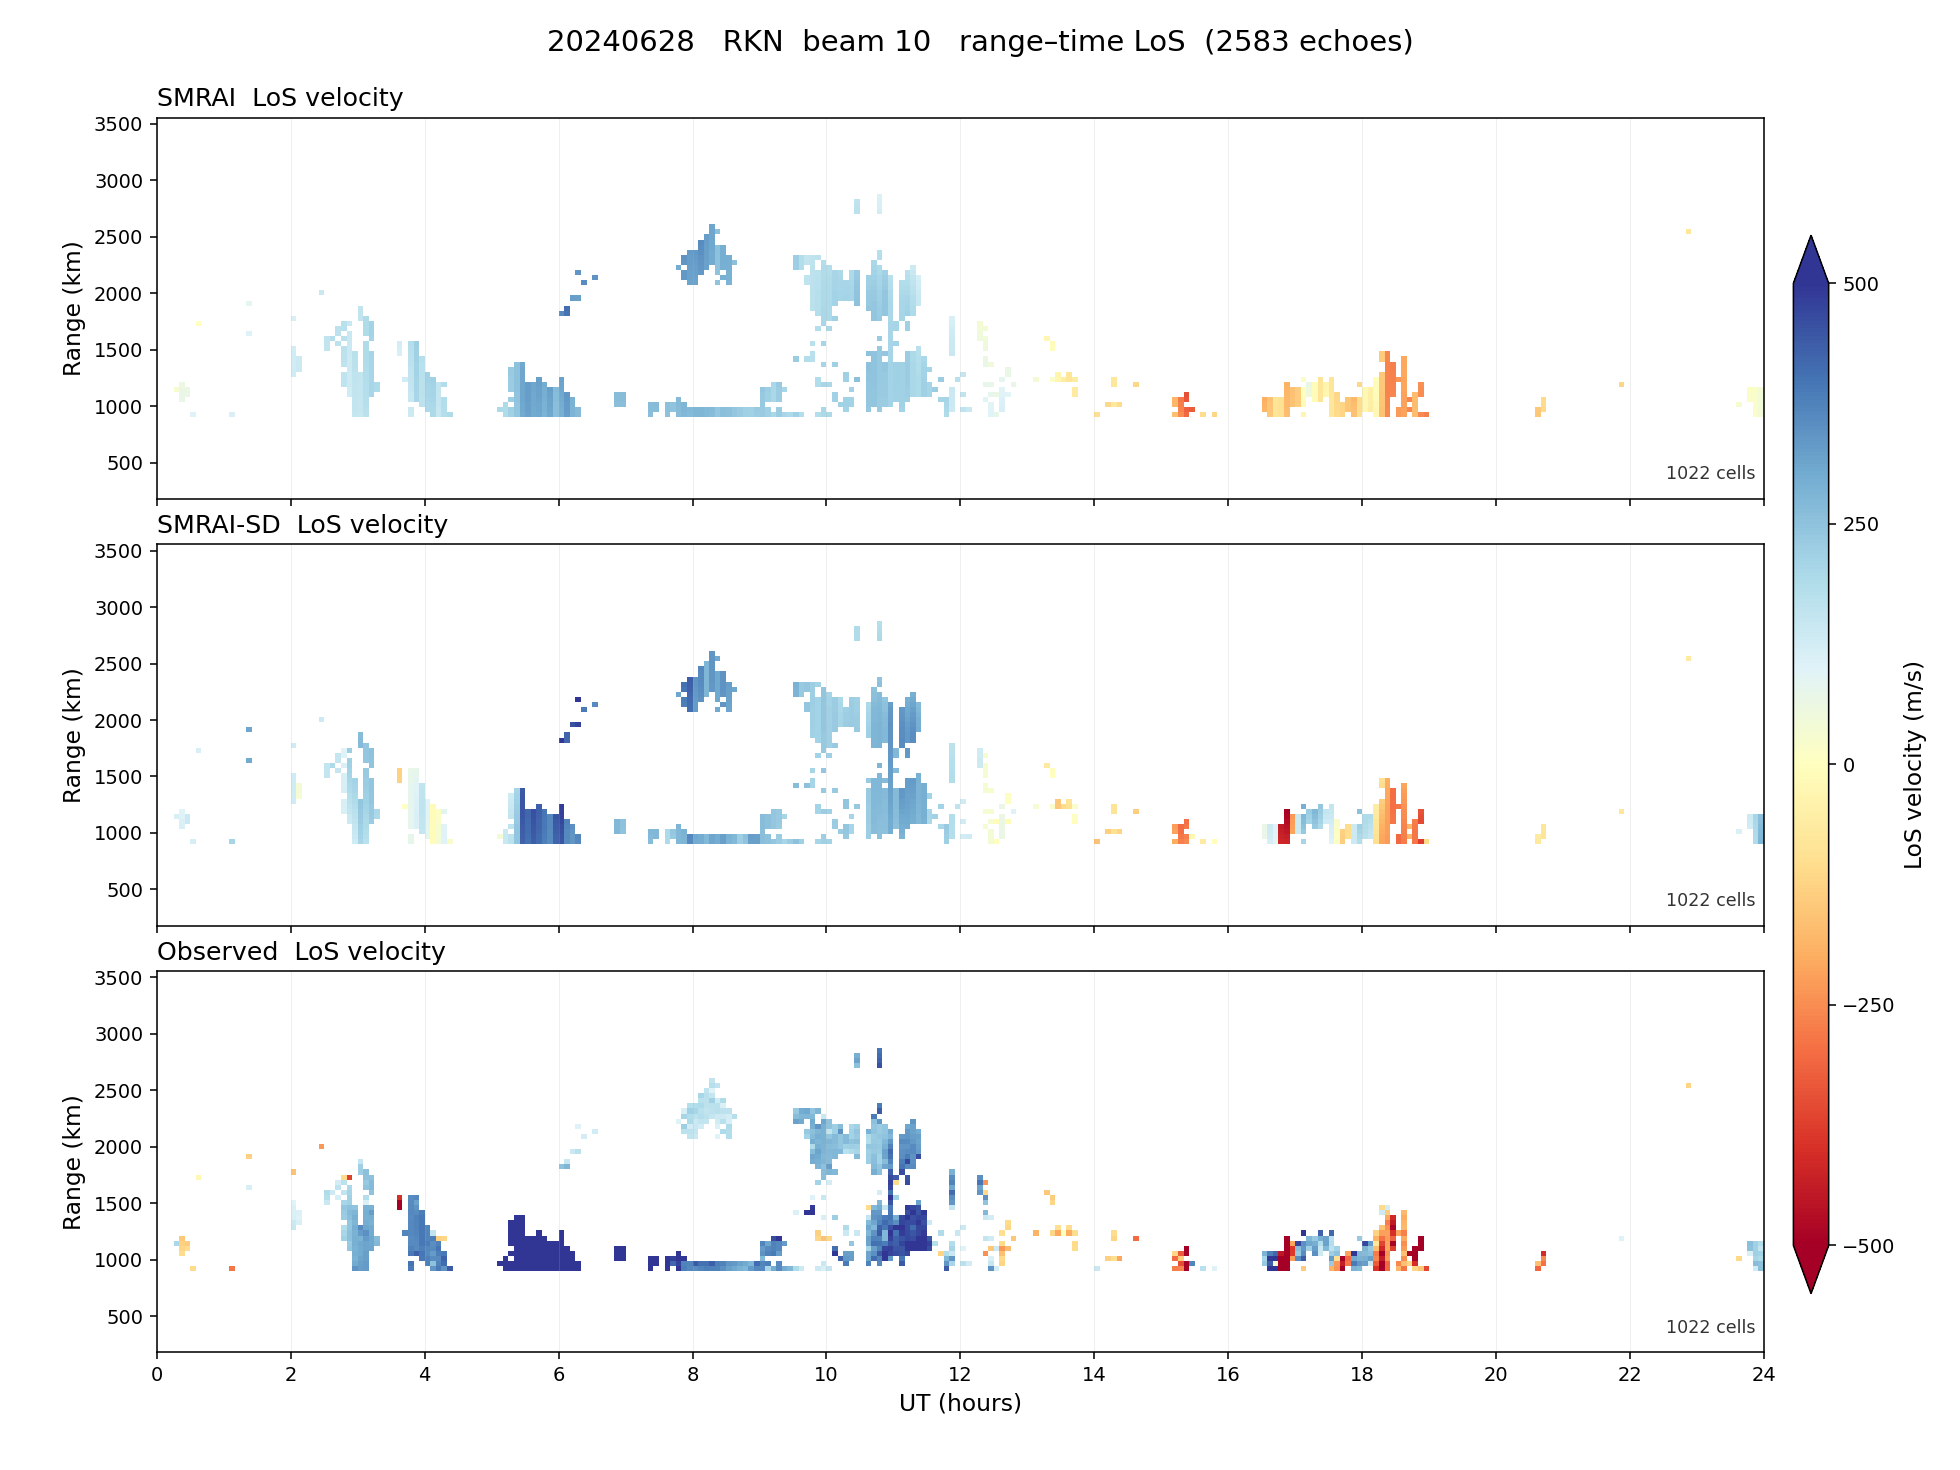 20240628   RKN  beam 10   range–time LoS  (2583 echoes)
SMRAI  LoS velocity
3500
3000
2500
2000
1500
1000
500
Range (km)
1022 cells
SMRAI-SD  LoS velocity
3500
3000
2500
2000
1500
1000
500
Range (km)
1022 cells
Observed  LoS velocity
3500
3000
2500
2000
1500
1000
500
Range (km)
1022 cells
0 2 4 6 8 10 12 14 16 18 20 22 24
UT (hours)
500
250
0
−250
−500
LoS velocity (m/s)